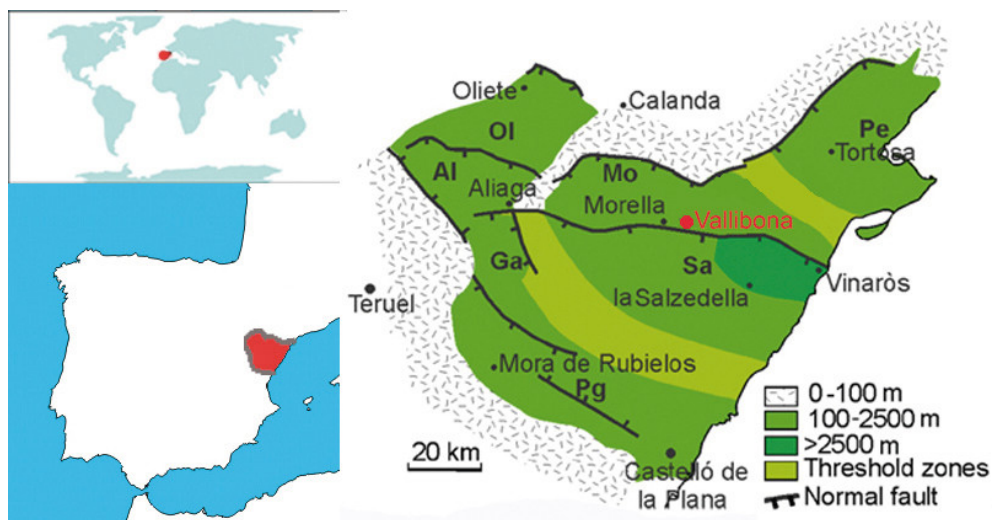 Oliete
Calanda
Ol
Pe
Tortosa
Al
Mo
Aliaga
Morella
Vallibona
Ga
Sa
Vinaròs
la Salzedella
Teruel
Mora de Rubielos
Pg
20 km
Castelló de
la Plana
0-100 m
100-2500 m
>2500 m
Threshold zones
Normal fault